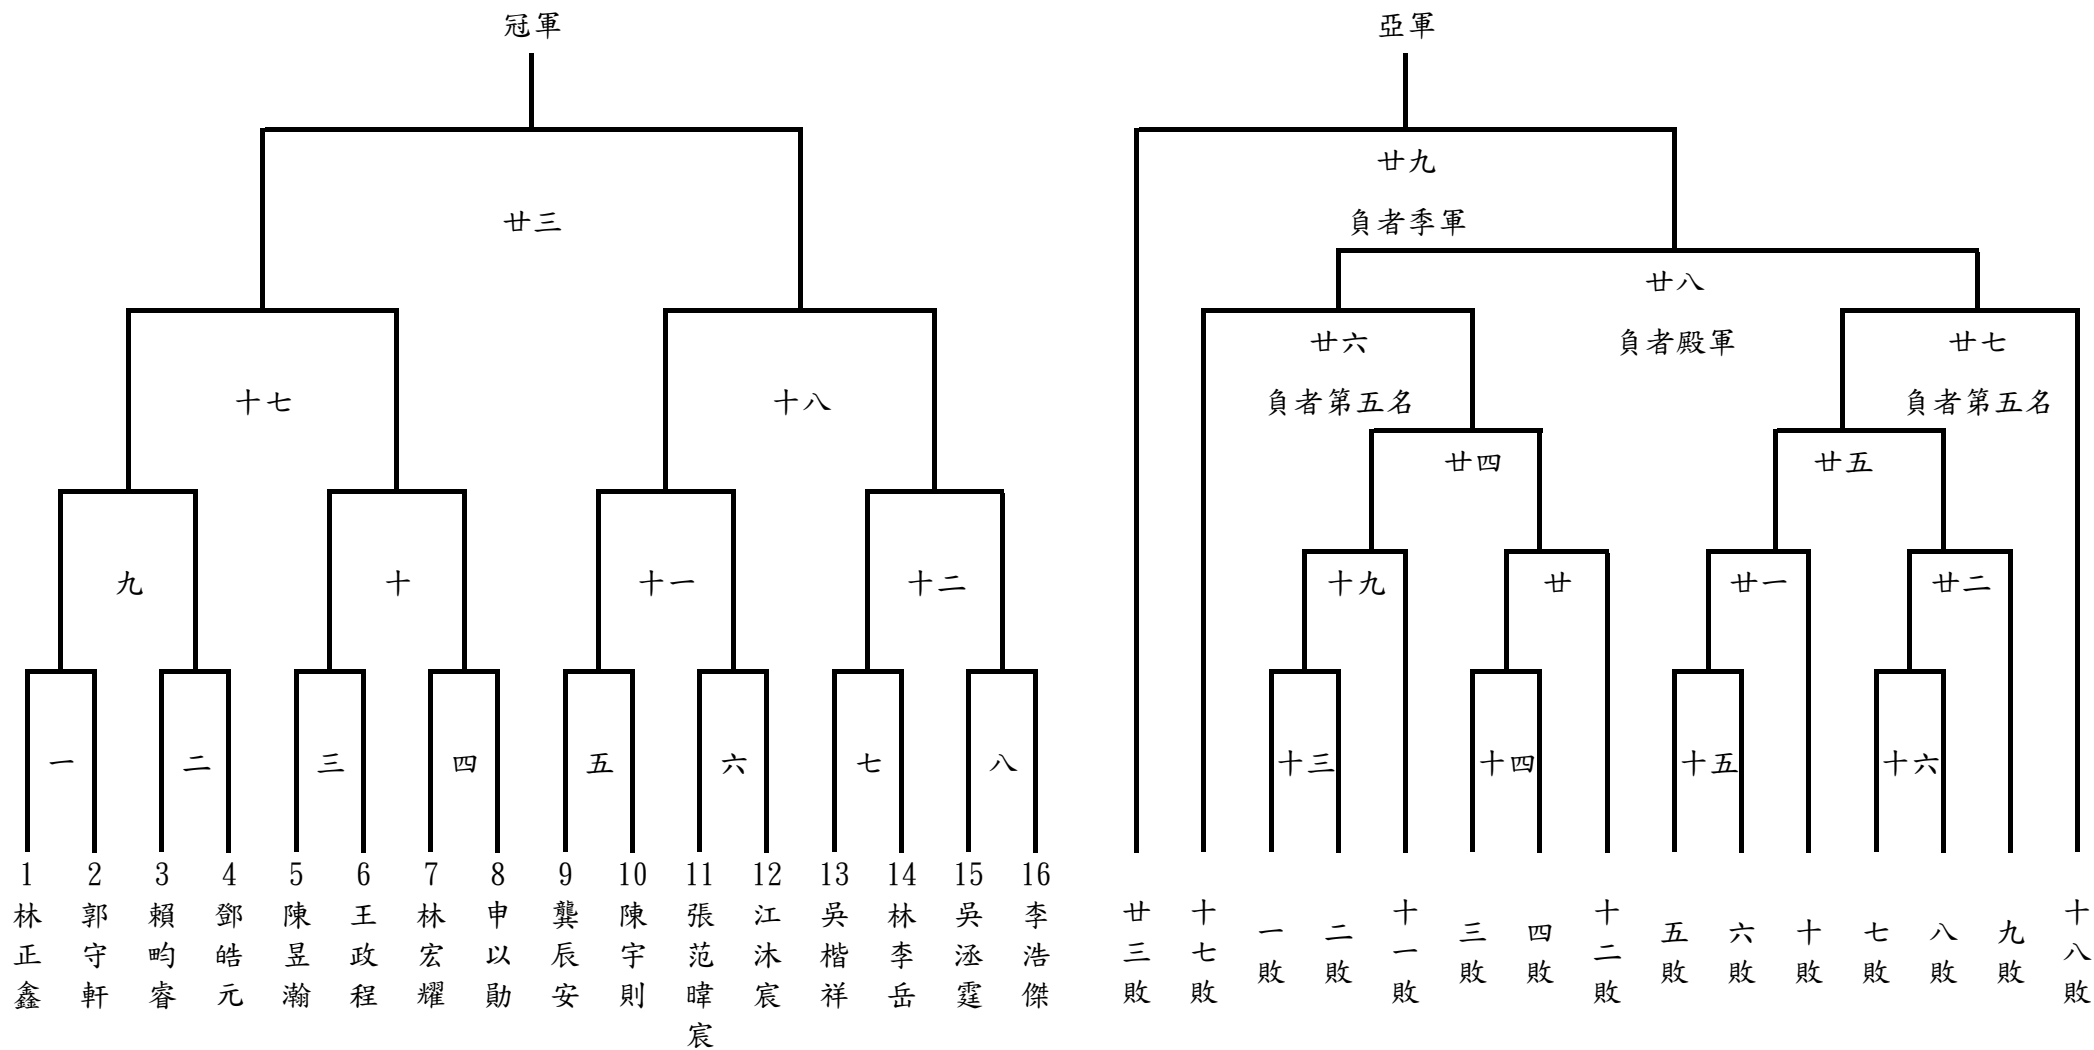 冠軍
亞軍
廿九
廿三
負者季軍
廿八
廿六
負者殿軍
廿七
十七
十八
負者第五名
負者第五名
廿四
廿五
九
十
十一
十二
十九
廿
廿一
廿二
一
二
三
四
五
六
七
八
十三
十四
十五
十六
1
2
3
4
5
6
7
8
9
10
11
12
13
14
15
16
林正鑫
郭守軒
賴畇睿
鄧皓元
陳昱瀚
王政程
林宏耀
申以勛
龔辰安
陳宇則
張范暐宸
江沐宸
吳楷祥
林李岳
吳丞霆
李浩傑
廿三敗
十七敗
一敗
二敗
十一敗
三敗
四敗
十二敗
五敗
六敗
十敗
七敗
八敗
九敗
十八敗